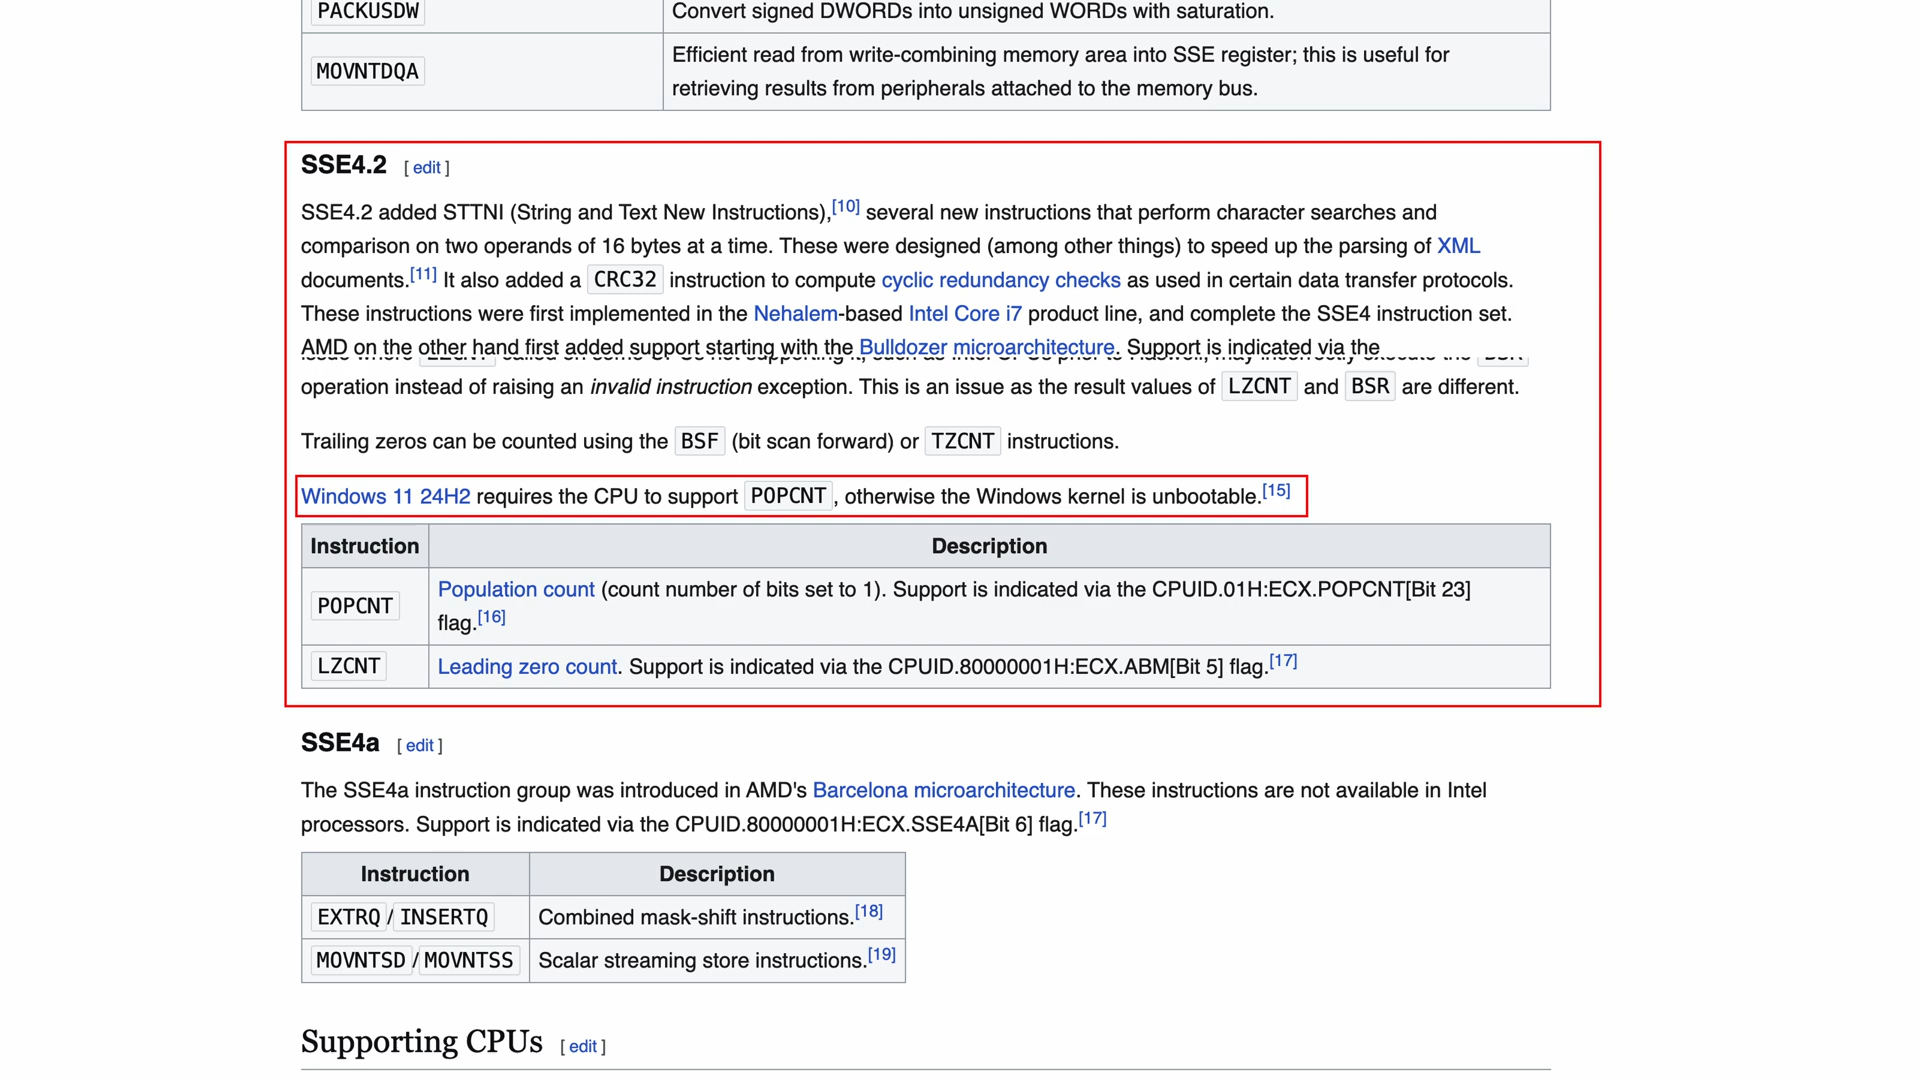 PACKUSDW Convert signed DWORDs into unsigned WORDs with saturation.
MOVNTDQA Efficient read from write-combining memory area into SSE register; this is useful for
retrieving results from peripherals attached to the memory bus.
SSE4.2 [ edit ]
SSE4.2 added STTNI (String and Text New Instructions),[10] several new instructions that perform character searches and
comparison on two operands of 16 bytes at a time. These were designed (among other things) to speed up the parsing of XML
documents.[11] It also added a CRC32 instruction to compute cyclic redundancy checks as used in certain data transfer protocols.
These instructions were first implemented in the Nehalem-based Intel Core i7 product line, and complete the SSE4 instruction set.
AMD on the other hand first added support starting with the Bulldozer microarchitecture. Support is indicated via the
operation instead of raising an invalid instruction exception. This is an issue as the result values of LZCNT and BSR are different.
Trailing zeros can be counted using the BSF (bit scan forward) or TZCNT instructions.
Windows 11 24H2 requires the CPU to support POPCNT, otherwise the Windows kernel is unbootable.[15]
Instruction Description
POPCNT Population count (count number of bits set to 1). Support is indicated via the CPUID.01H:ECX.POPCNT[Bit 23]
flag.[16]
LZCNT Leading zero count. Support is indicated via the CPUID.80000001H:ECX.ABM[Bit 5] flag.[17]
SSE4a [ edit ]
The SSE4a instruction group was introduced in AMD's Barcelona microarchitecture. These instructions are not available in Intel
processors. Support is indicated via the CPUID.80000001H:ECX.SSE4A[Bit 6] flag.[17]
Instruction Description
EXTRQ/INSERTQ Combined mask-shift instructions.[18]
MOVNTSD/MOVNTSS Scalar streaming store instructions.[19]
Supporting CPUs [ edit ]